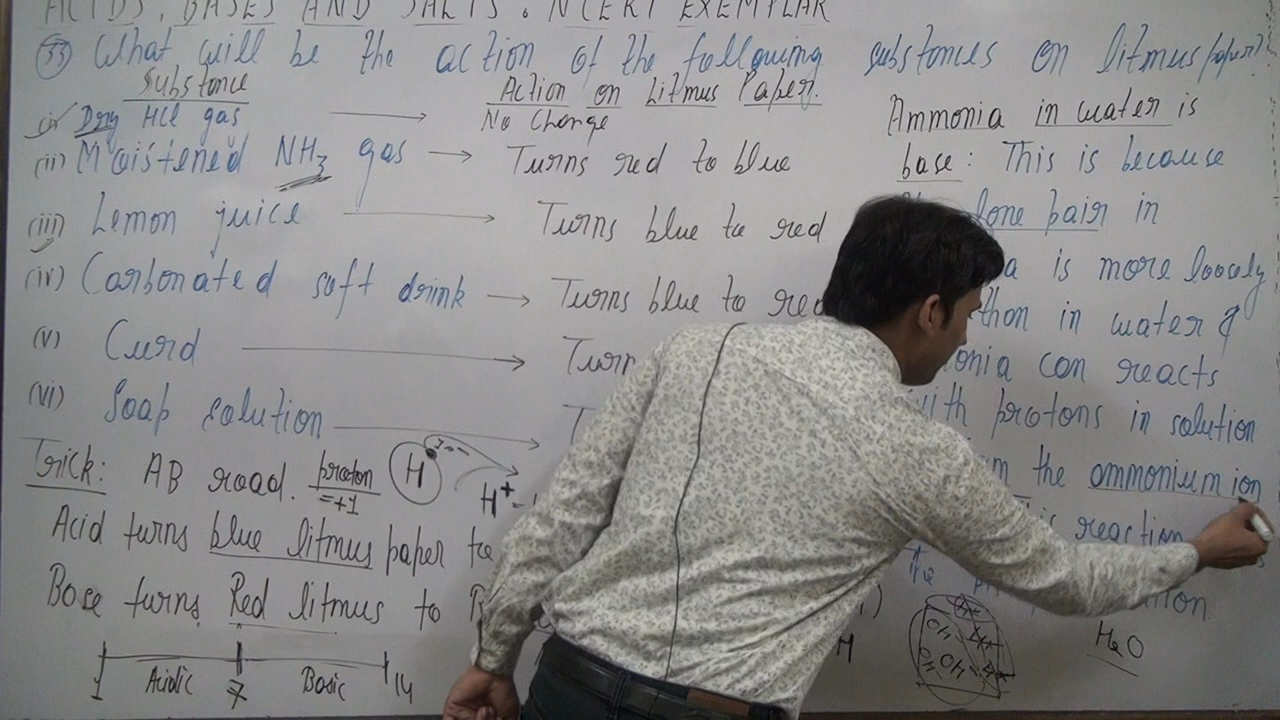 ACIDS, BASES AND SALTS. NCERT EXEMPLAR
33 What will be the action of the following substances on litmus paper?
Substance
Action on Litmus Paper.
(i) Dry HCl gas → No Change
(ii) Moistened NH3 gas → Turns red to blue
(iii) Lemon juice → Turns blue to red
(iv) Carbonated soft drink → Turns blue to red
(v) Curd → Turn
(vi) Soap solution → T
Trick: AB road. proton =+1 H 1- H+
Acid turns blue litmus paper to
Base turns Red litmus to
1 Acidic 7 Basic 14
Ammonia in water is
base: This is because
lone pair in
a is more loosely
than in water &
onia can reacts
with protons in solution
the ammonium ion
reaction
the
H
OH
OH OH
H2O